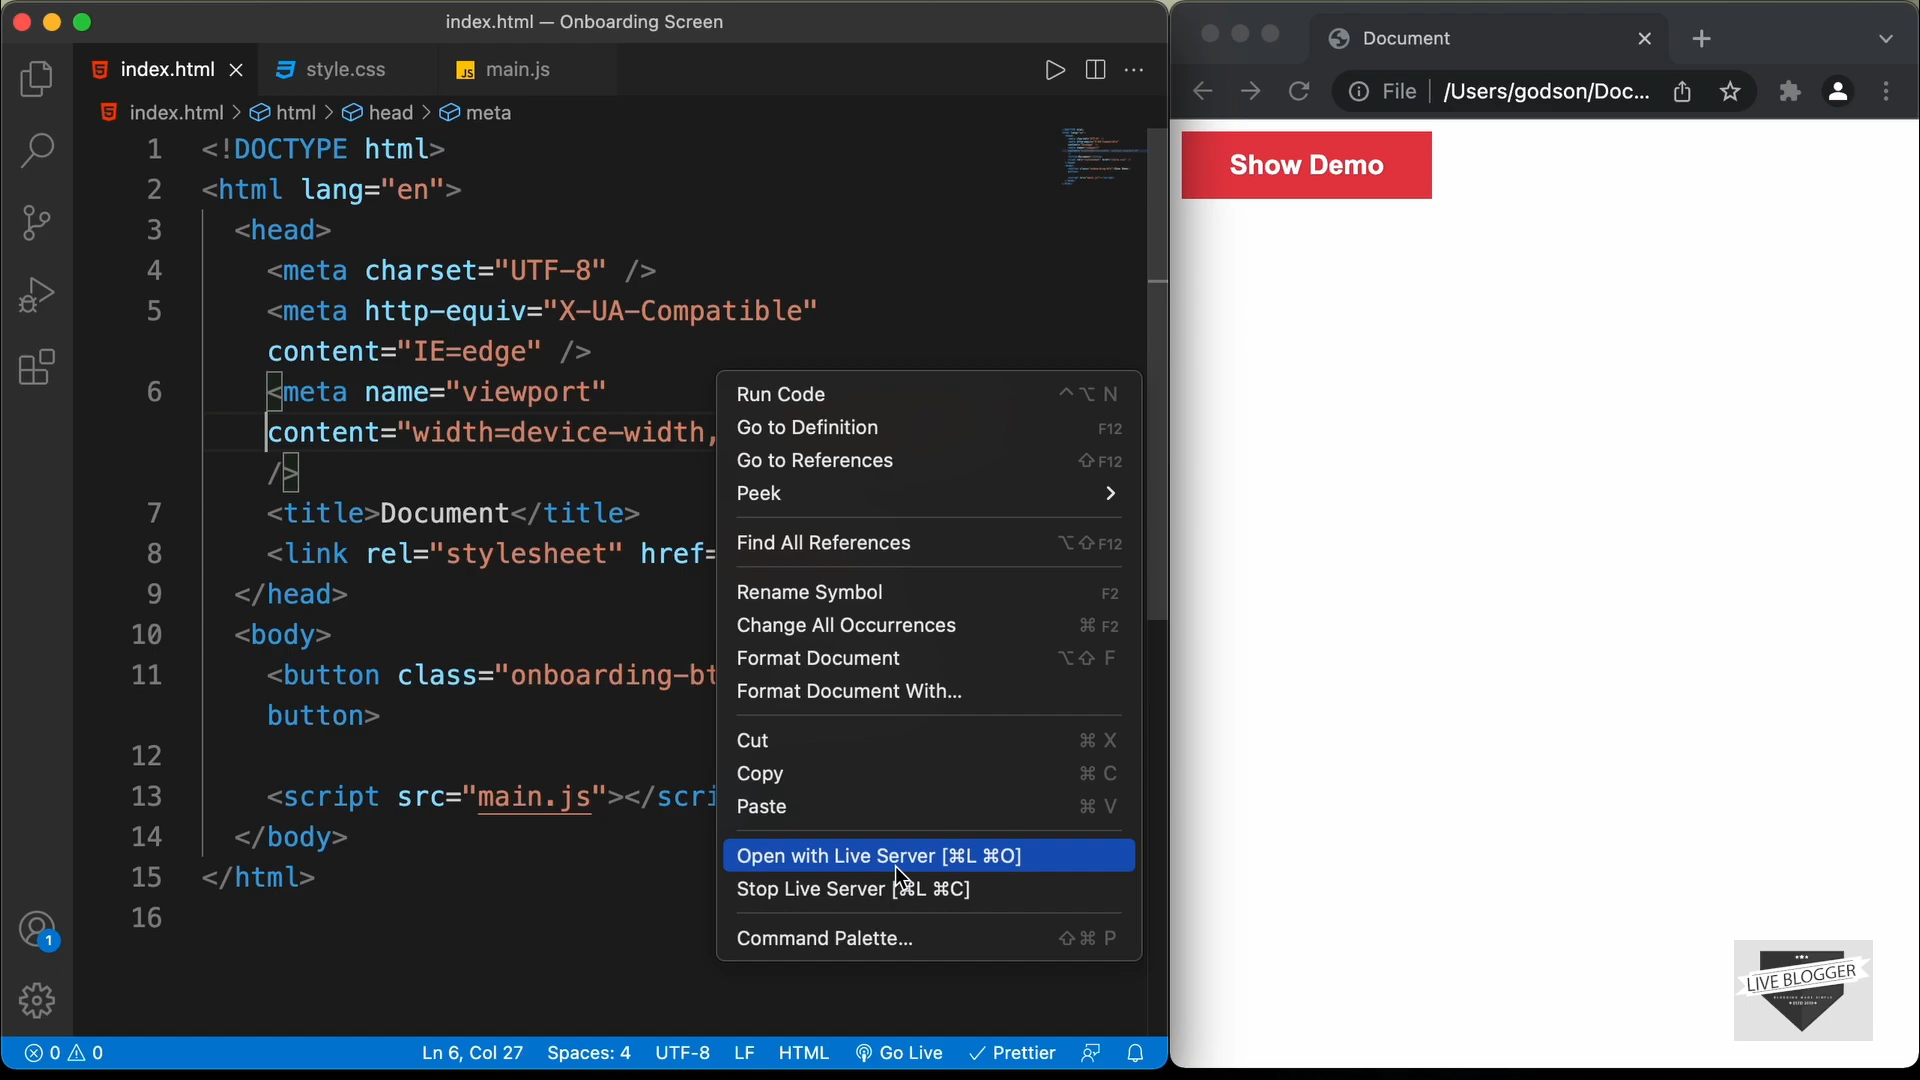 index.html — Onboarding Screen
index.html
style.css
JS main.js
index.html > html > head > meta
1 <!DOCTYPE html>
2 <html lang="en">
3 <head>
4 <meta charset="UTF-8" />
5 <meta http-equiv="X-UA-Compatible"
content="IE=edge" />
6 <meta name="viewport"
content="width=device-width,
/>
7 <title>Document</title>
8 <link rel="stylesheet" href=
9 </head>
10 <body>
11 <button class="onboarding-bt
button>
12
13 <script src="main.js"></scri
14 </body>
15 </html>
16
Run Code ^⌥ N
Go to Definition F12
Go to References ⇧F12
Peek
Find All References ⌥⇧F12
Rename Symbol F2
Change All Occurrences ⌘ F2
Format Document ⌥⇧ F
Format Document With...
Cut ⌘ X
Copy ⌘ C
Paste ⌘ V
Open with Live Server [⌘L ⌘O]
Stop Live Server [⌘L ⌘C]
Command Palette... ⇧⌘ P
1
0 0
Ln 6, Col 27
Spaces: 4
UTF-8
LF
HTML
Go Live
Prettier
Document
File /Users/godson/Doc...
Show Demo
LIVE BLOGGER
BLOGGING MADE SIMPLE